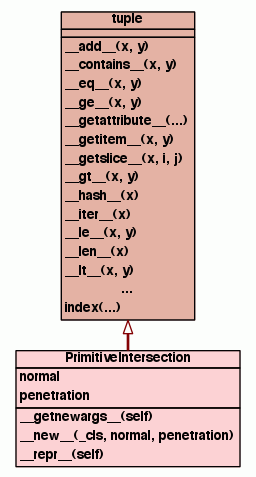 tuple
__add__(x, y)
__contains__(x, y)
__eq__(x, y)
__ge__(x, y)
__getattribute__(...)
__getitem__(x, y)
__getslice__(x, i, j)
__gt__(x, y)
__hash__(x)
__iter__(x)
__le__(x, y)
__len__(x)
__lt__(x, y)
...
index(...)
PrimitiveIntersection
normal
penetration
__getnewargs__(self)
__new__(_cls, normal, penetration)
__repr__(self)